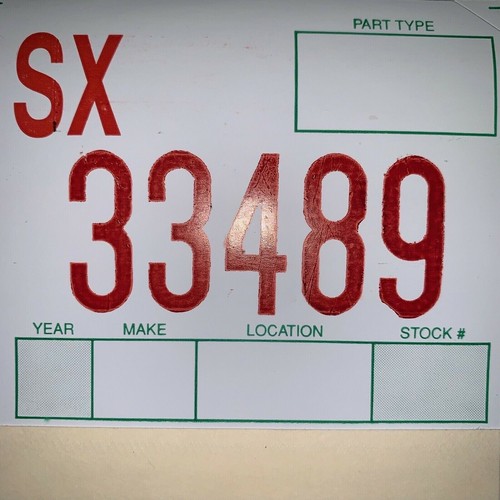 PART TYPE
SX
33489
YEAR MAKE LOCATION STOCK #